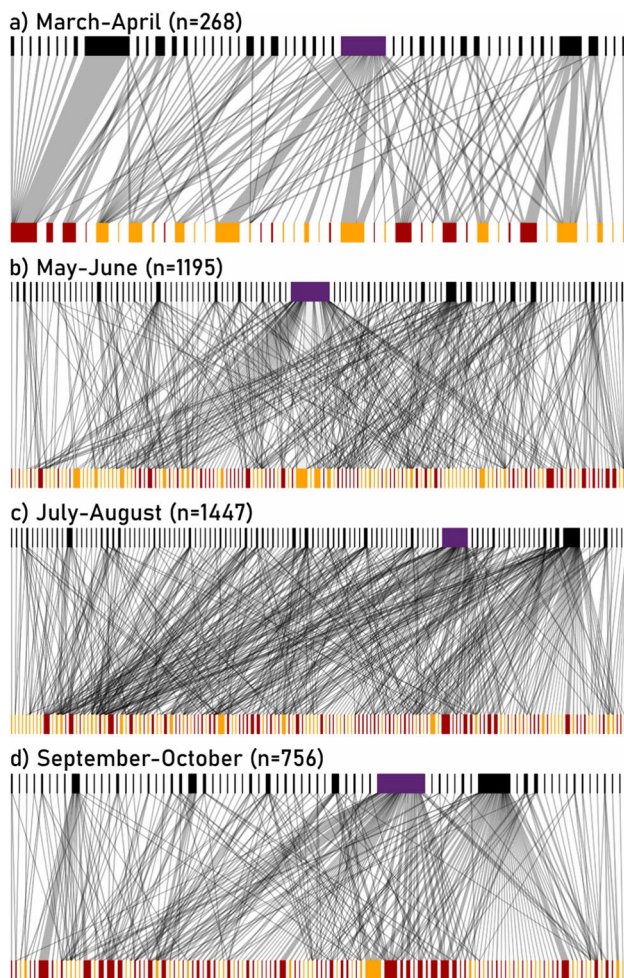 a) March-April (n=268)
b) May-June (n=1195)
c) July-August (n=1447)
d) September-October (n=756)